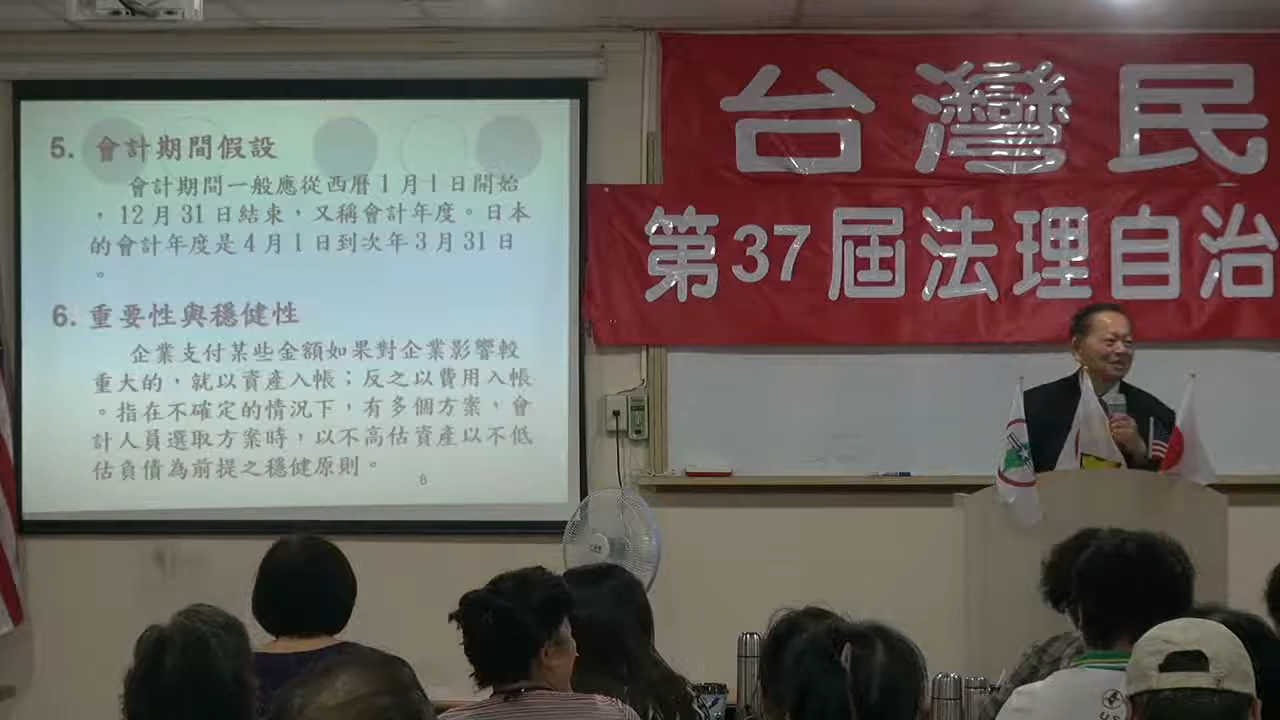 5. 會計期間假設
會計期間一般應從西曆1月1日開始
，12月31日結束，又稱會計年度。日本
的會計年度是4月1日到次年3月31日
。
6. 重要性與穩健性
企業支付某些金額如果對企業影響較
重大的，就以資產入帳；反之以費用入帳
。指在不確定的情況下，有多個方案，會
計人員選取方案時，以不高估資產以不低
估負債為前提之穩健原則。
6
台灣民
第37屆法理自治